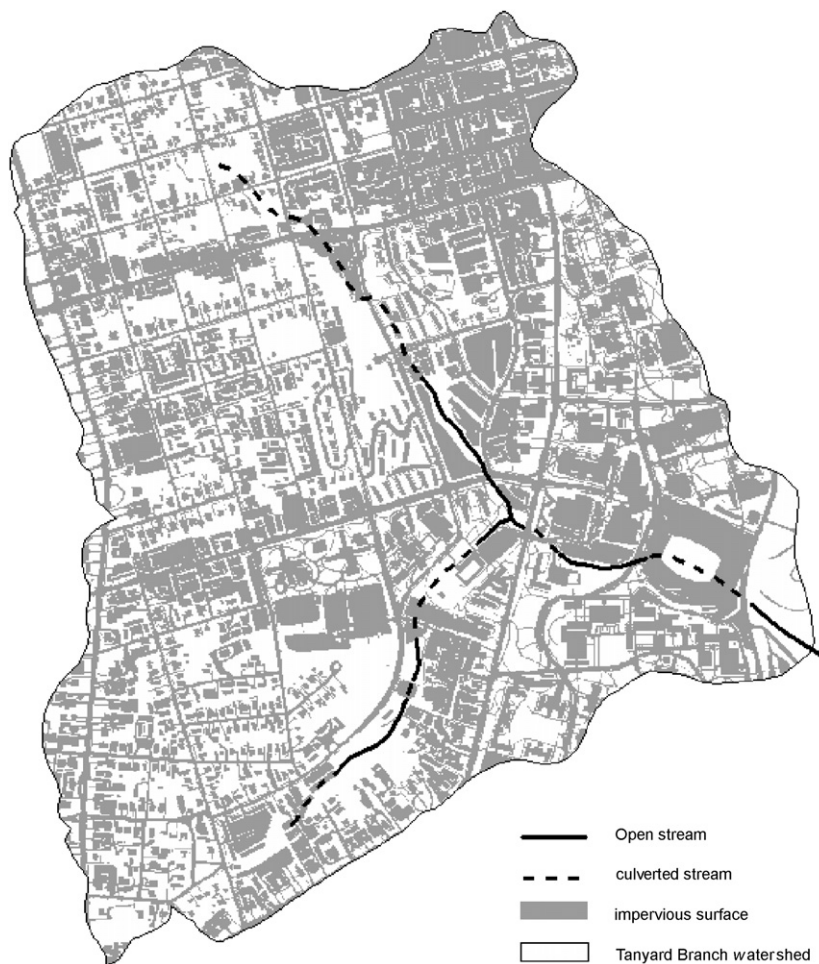 Open stream
culverted stream
impervious surface
Tanyard Branch watershed